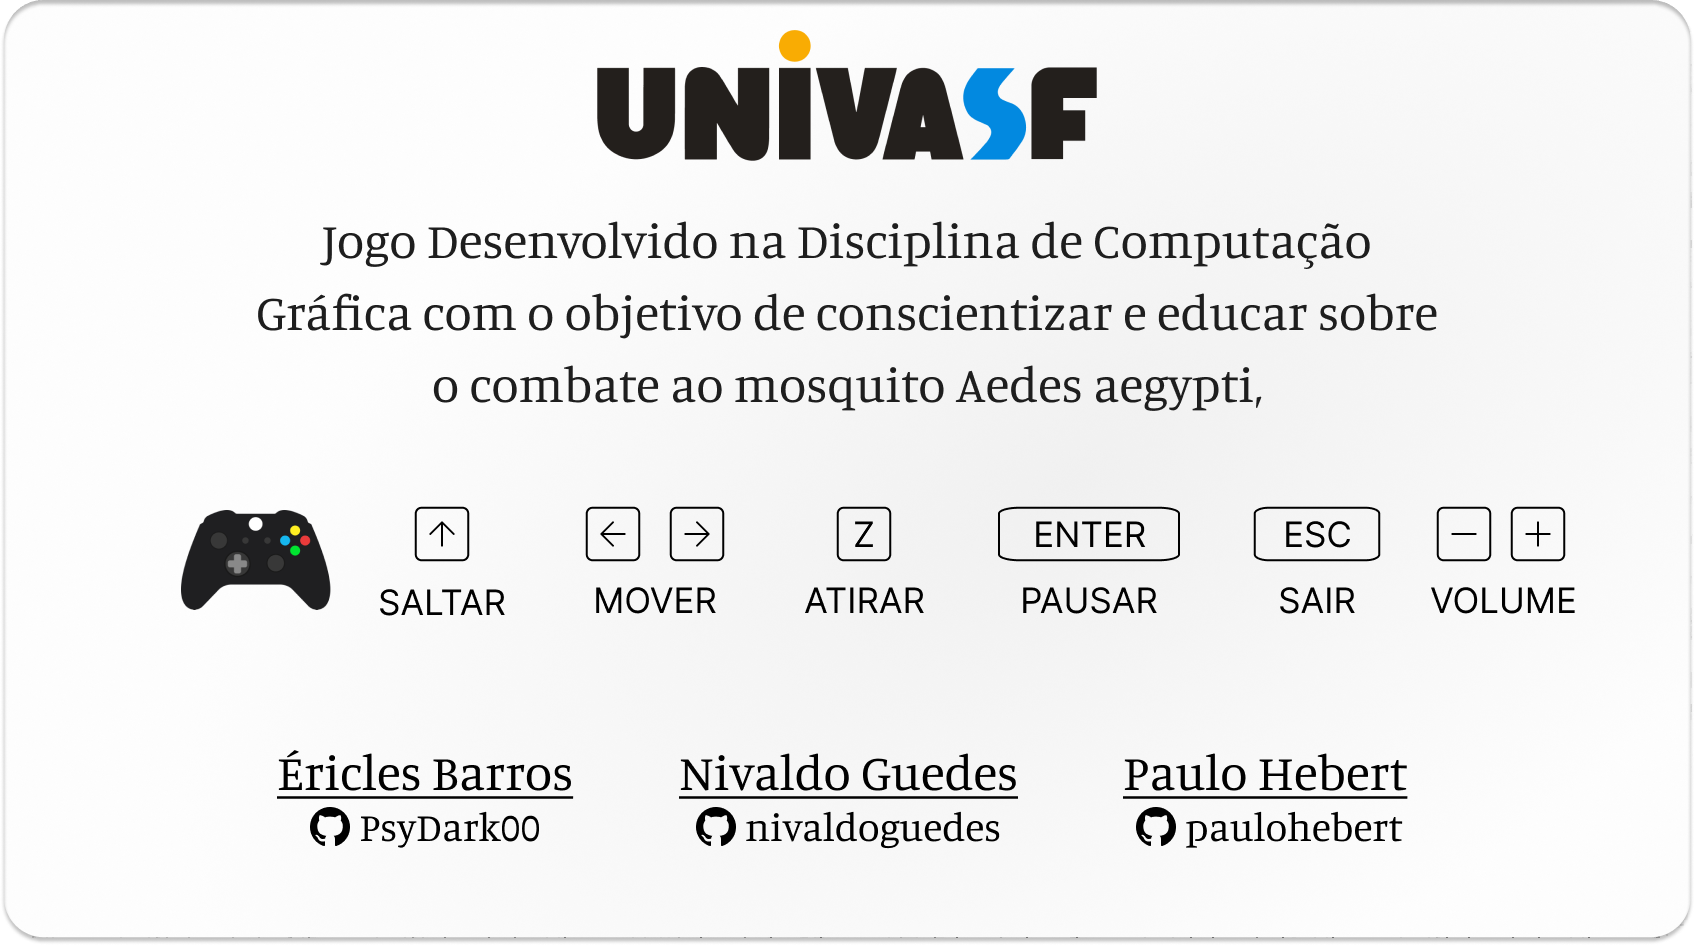 UNIVASF
Jogo Desenvolvido na Disciplina de Computação
Gráfica com o objetivo de conscientizar e educar sobre
o combate ao mosquito Aedes aegypti,
↑ ← → Z ENTER ESC − +
SALTAR MOVER ATIRAR PAUSAR SAIR VOLUME
Éricles Barros Nivaldo Guedes Paulo Hebert
PsyDark00 nivaldoguedes paulohebert